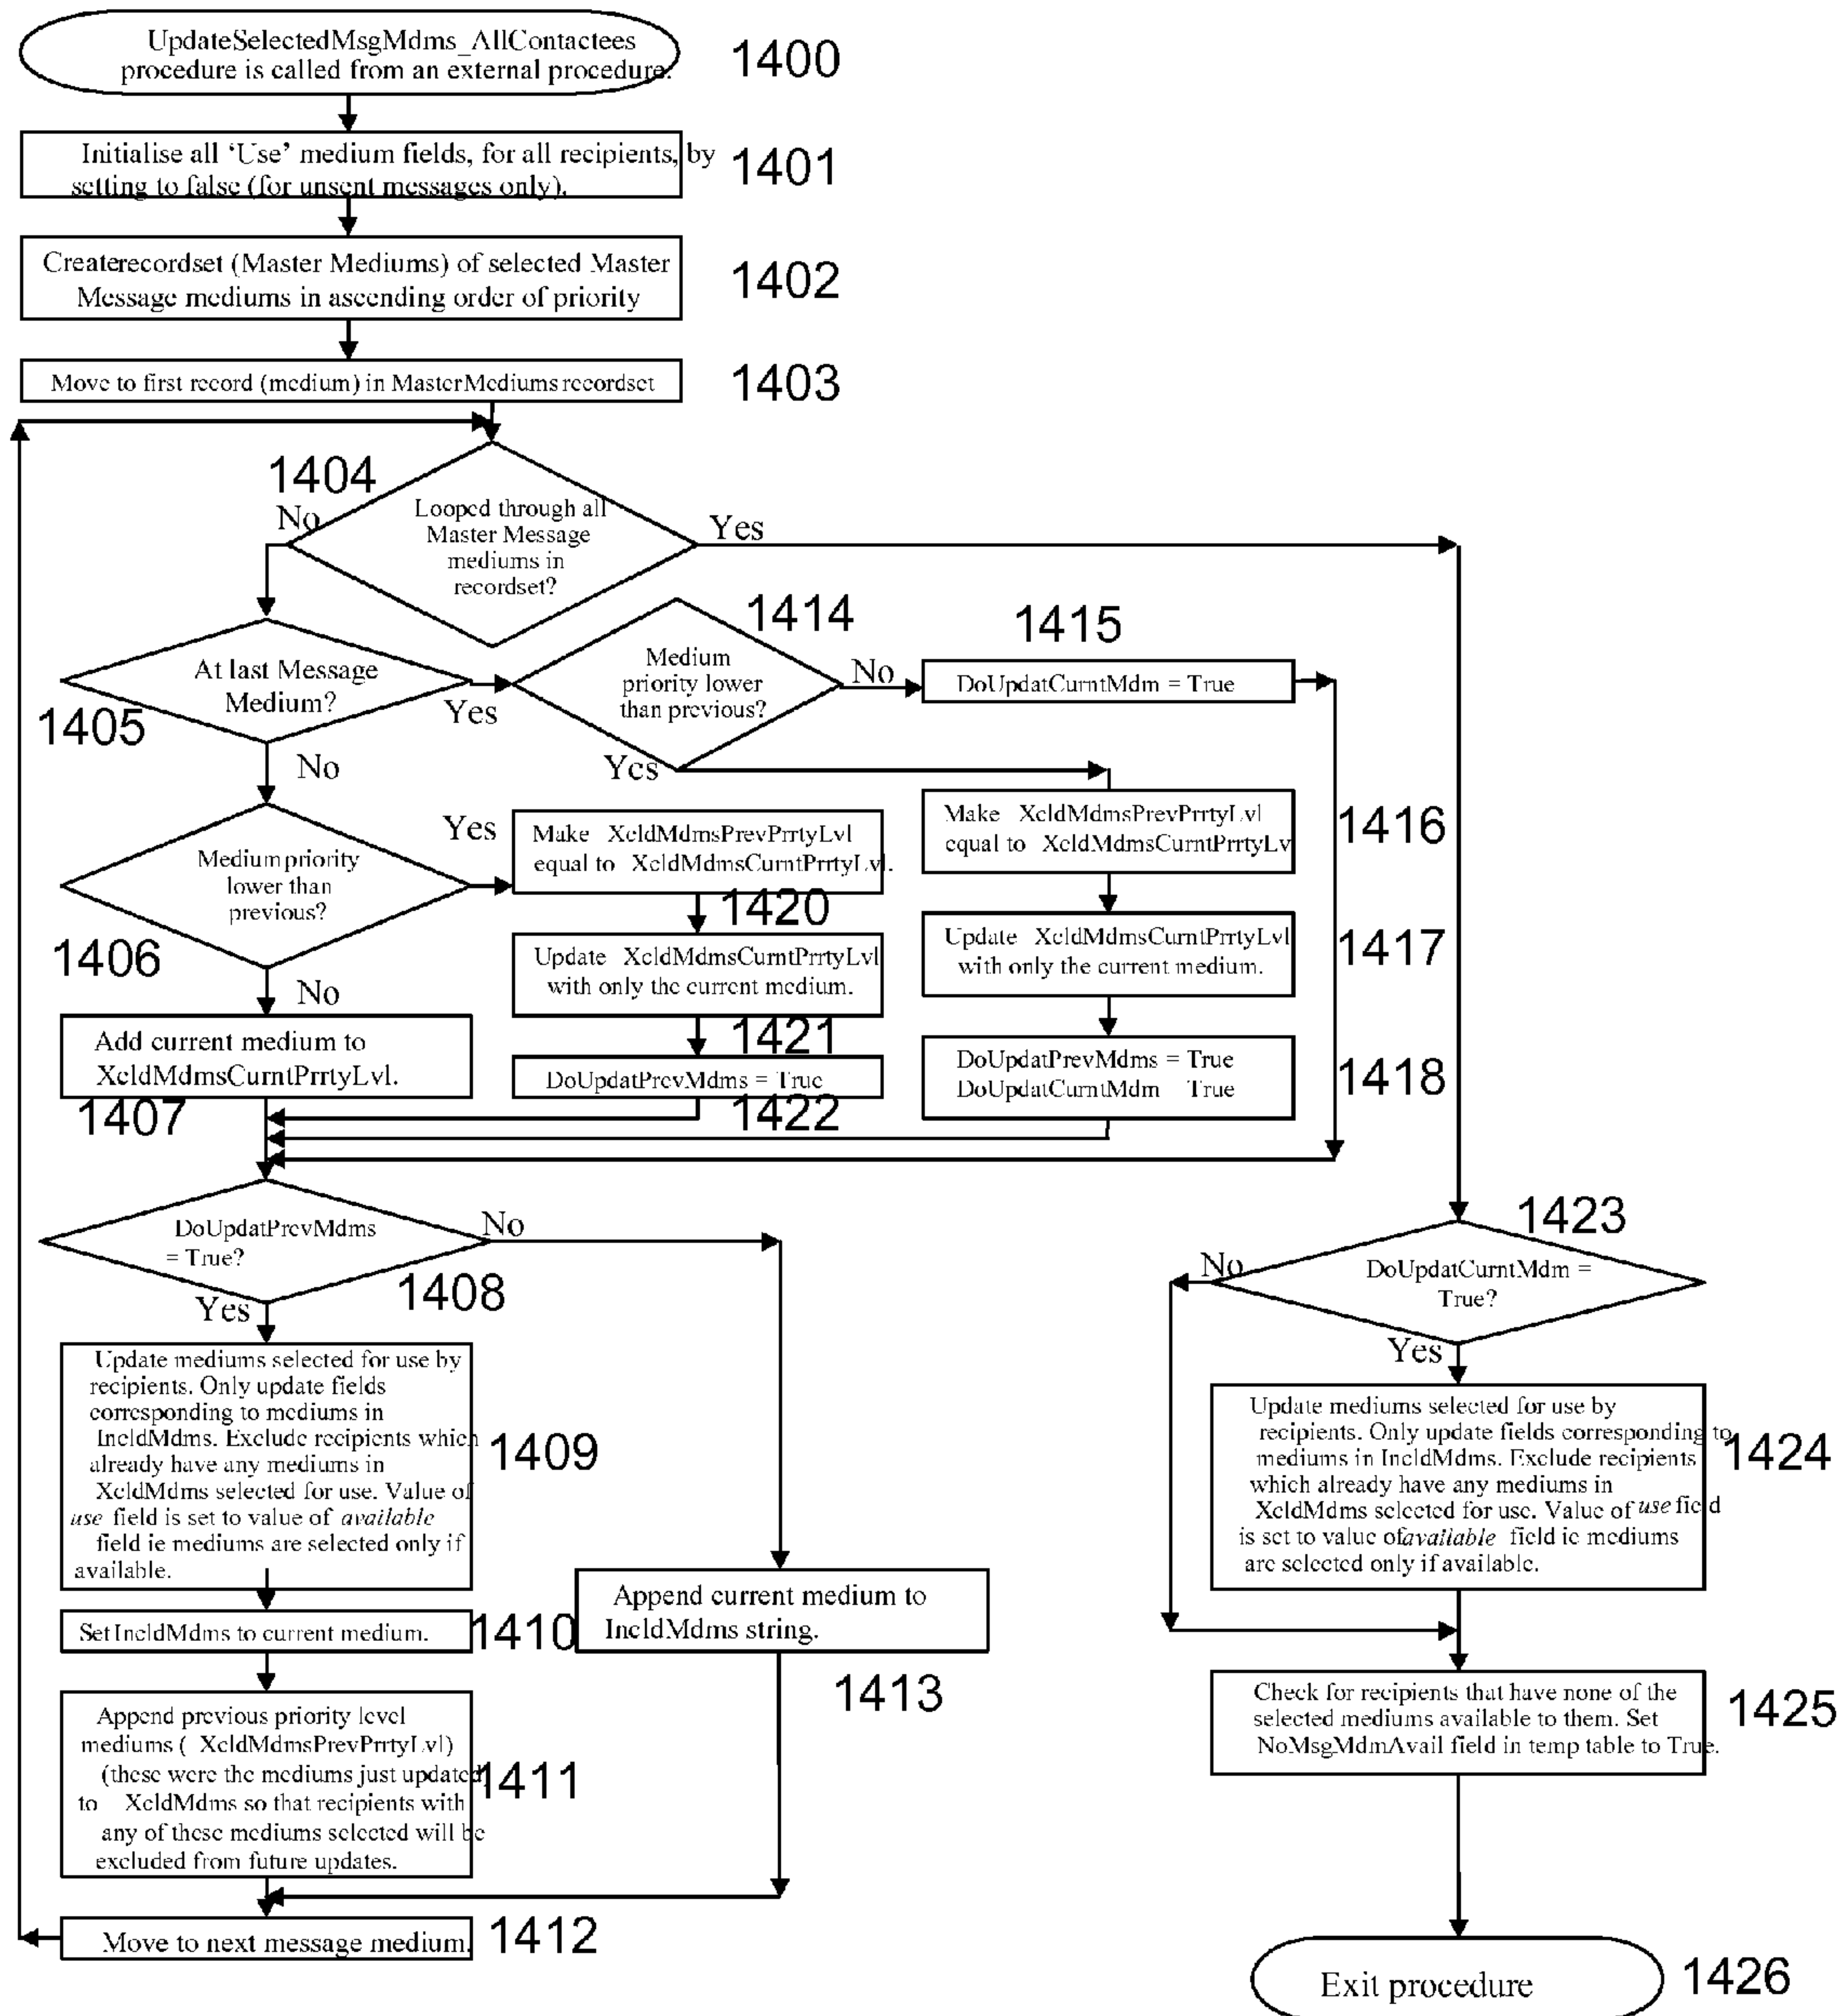 UpdateSelectedMsgMdms_AllContactees
procedure is called from an external procedure.
1400
Initialise all ‘Use’ medium fields, for all recipients, by
setting to false (for unsent messages only).
1401
Createrecordset (Master Mediums) of selected Master
Message mediums in ascending order of priority
1402
Move to first record (medium) in MasterMediums recordset
1403
1404
No
Looped through all
Master Message
mediums in
recordset?
Yes
At last Message
Medium?
1405
Yes
No
1414
Medium
priority lower
than previous?
No
Yes
1415
DoUpdatCurntMdm = True
Medium priority
lower than
previous?
1406
Yes
No
Make XcldMdmsPrevPrrtyLvl
equal to XcldMdmsCurntPrrtyLvl.
1420
Update XcldMdmsCurntPrrtyLvl
with only the current medium.
1421
DoUpdatPrevMdms = True
1422
Make XcldMdmsPrevPrrtyLvl
equal to XcldMdmsCurntPrrtyLv
1416
Update XcldMdmsCurntPrrtyLvl
with only the current medium.
1417
DoUpdatPrevMdms = True
DoUpdatCurntMdm True
1418
Add current medium to
XcldMdmsCurntPrrtyLvl.
1407
DoUpdatPrevMdms
= True?
1408
No
Yes
Update mediums selected for use by
recipients. Only update fields
corresponding to mediums in
IncldMdms. Exclude recipients which
already have any mediums in
XcldMdms selected for use. Value of
use field is set to value of available
field ie mediums are selected only if
available.
1409
Set IncldMdms to current medium.
1410
Append previous priority level
mediums ( XcldMdmsPrevPrrtyLvl)
(these were the mediums just updated)
to XcldMdms so that recipients with
any of these mediums selected will be
excluded from future updates.
1411
Move to next message medium.
1412
Append current medium to
IncldMdms string.
1413
1423
DoUpdatCurntMdm =
True?
No
Yes
Update mediums selected for use by
recipients. Only update fields corresponding to
mediums in IncldMdms. Exclude recipients
which already have any mediums in
XcldMdms selected for use. Value of use field
is set to value of available field ie mediums
are selected only if available.
1424
Check for recipients that have none of the
selected mediums available to them. Set
NoMsgMdmAvail field in temp table to True.
1425
Exit procedure
1426